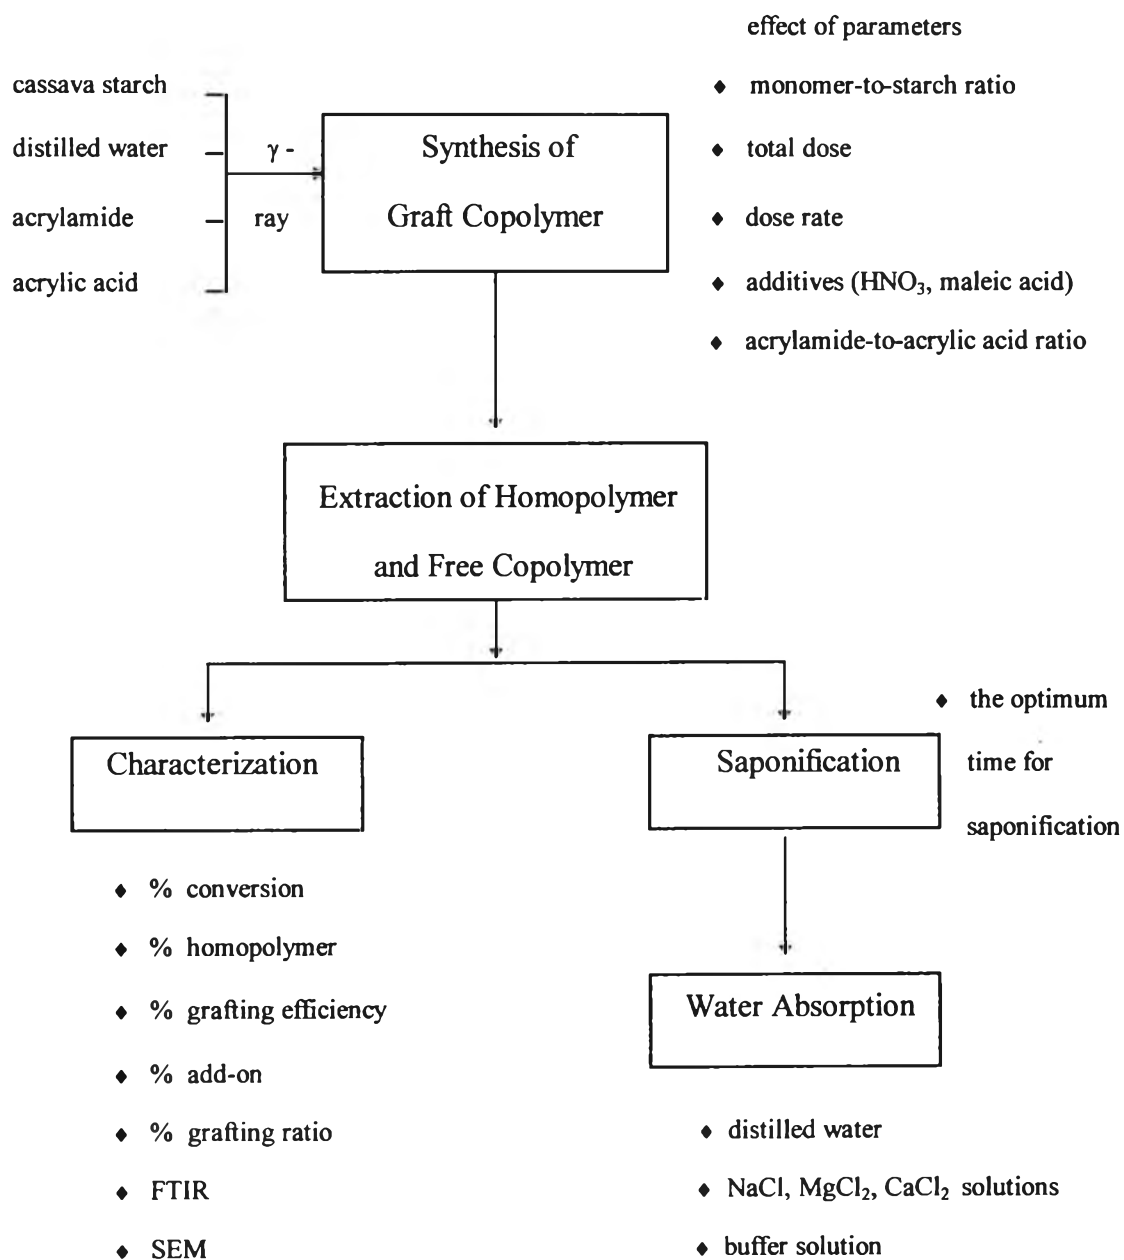 effect of parameters
cassava starch
distilled water
acrylamide
acrylic acid
γ -
ray
Synthesis of
Graft Copolymer
♦ monomer-to-starch ratio
♦ total dose
♦ dose rate
♦ additives (HNO₃, maleic acid)
♦ acrylamide-to-acrylic acid ratio
Extraction of Homopolymer
and Free Copolymer
Characterization
♦ % conversion
♦ % homopolymer
♦ % grafting efficiency
♦ % add-on
♦ % grafting ratio
♦ FTIR
♦ SEM
Saponification
♦ the optimum
time for
saponification
Water Absorption
♦ distilled water
♦ NaCl, MgCl₂, CaCl₂ solutions
♦ buffer solution